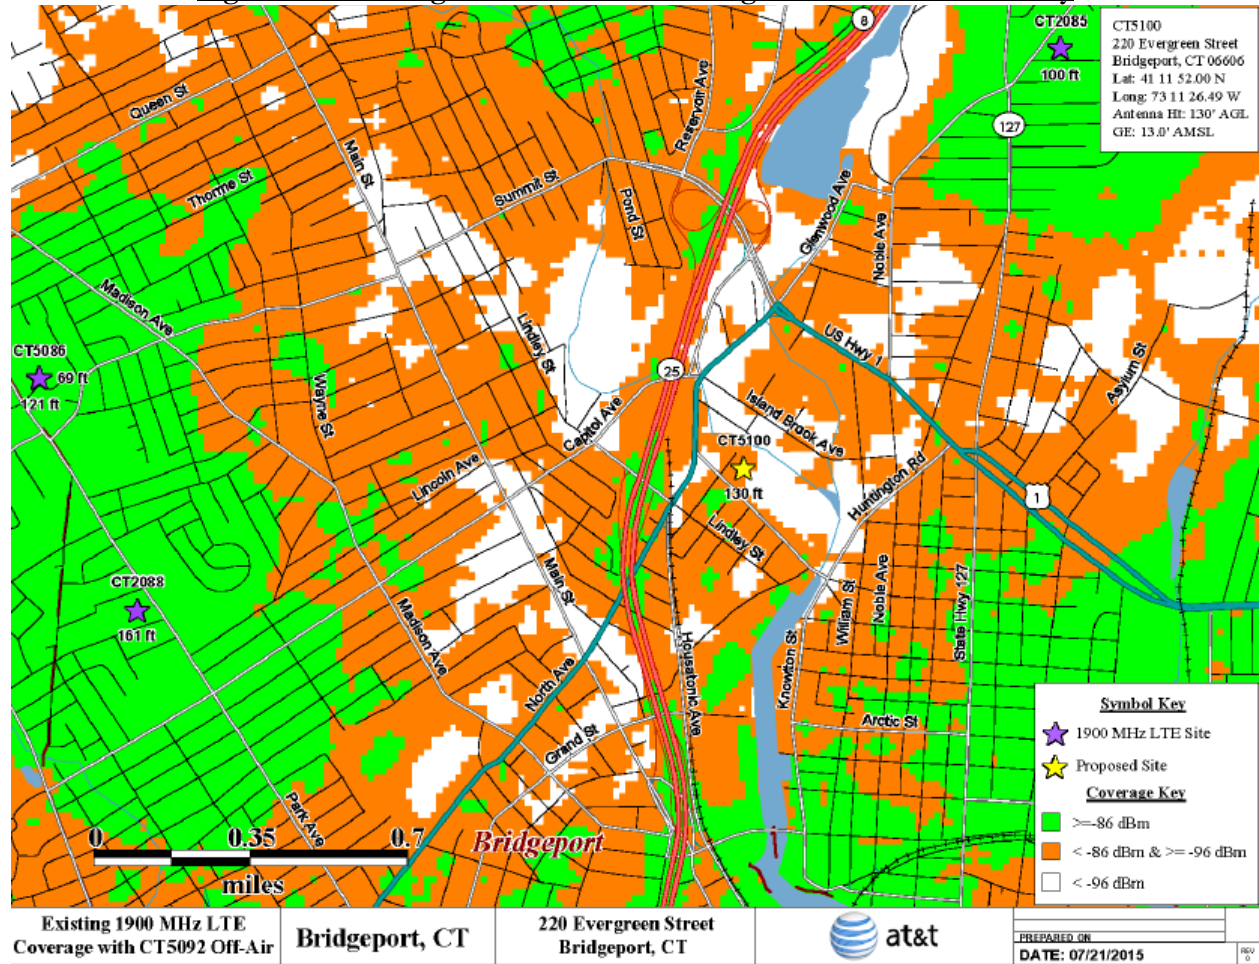 CT2085
100 ft
CT5100
220 Evergreen Street
Bridgeport, CT 06606
Lat: 41 11 52.00 N
Long: 73 11 26.49 W
Antenna Ht: 130' AGL
GE: 13.0' AMSL
8
127
Queen St
Main St
Reservoir Ave
Thorme St
Summit St
Pond St
Glenwood Ave
Noble Ave
Madison Ave
Lindley St
US Hwy 1
CT5086
69 ft
121 ft
Wayne St
25
Asylum St
Capitol Ave
Island Brook Ave
CT5100
130 ft
Lincoln Ave
Huntington Rd
1
Lindley St
CT2088
161 ft
Main St
Madison Ave
William St
Noble Ave
State Hwy 127
Housatonic Ave
Knowlton St
North Ave
Grand St
Arctic St
Park Ave
Bridgeport
0 0.35 0.7
miles
Symbol Key
1900 MHz LTE Site
Proposed Site
Coverage Key
>=-86 dBm
< -86 dBm & >= -96 dBm
< -96 dBm
Existing 1900 MHz LTE
Coverage with CT5092 Off-Air
Bridgeport, CT
220 Evergreen Street
Bridgeport, CT
at&t
PREPARED ON
DATE: 07/21/2015
REV